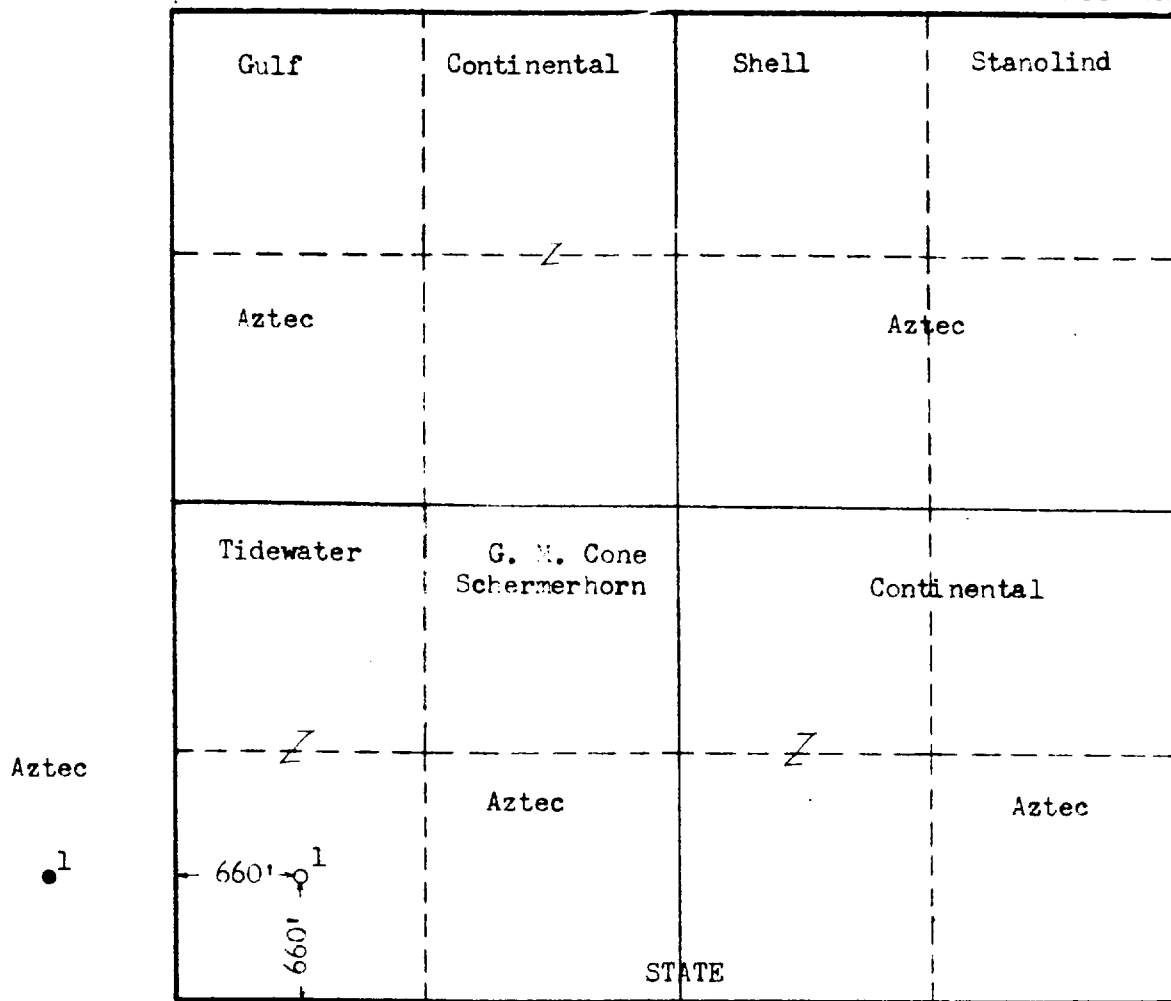 Gulf Continental Shell Stanolind
Aztec Aztec
Tidewater G. M. Cone
Schermerhorn
Continental
Aztec
Aztec Aztec
1 660' 1
660'
STATE